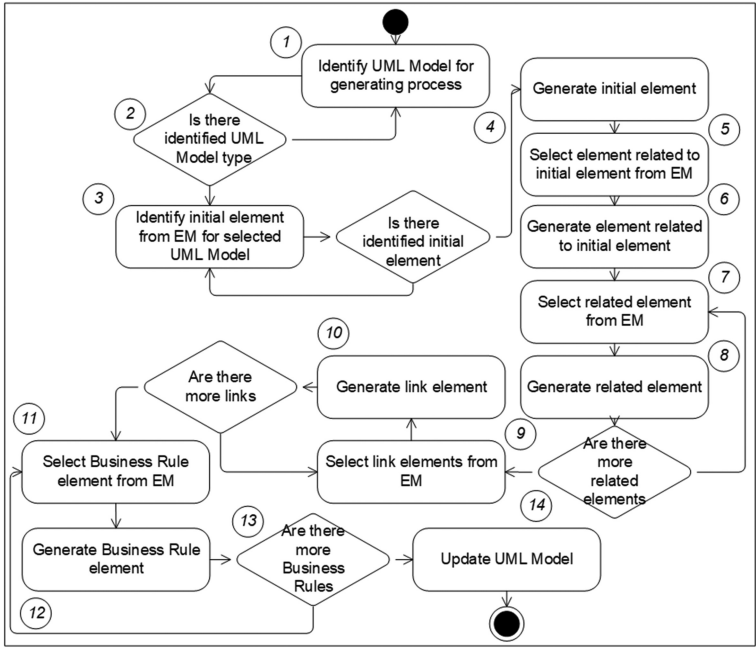 1
Identify UML Model for
generating process
2
Is there
identified UML
Model type
3
Identify initial element
from EM for selected
UML Model
Is there
identified initial
element
4
Generate initial element
5
Select element related to
initial element from EM
6
Generate element related
to initial element
7
Select related element
from EM
8
Generate related element
Are there
more
related
elements
9
Select link elements from
EM
10
Generate link element
Are there
more links
11
Select Business Rule
element from EM
12
Generate Business Rule
element
13
Are there
more
Business
Rules
14
Update UML Model